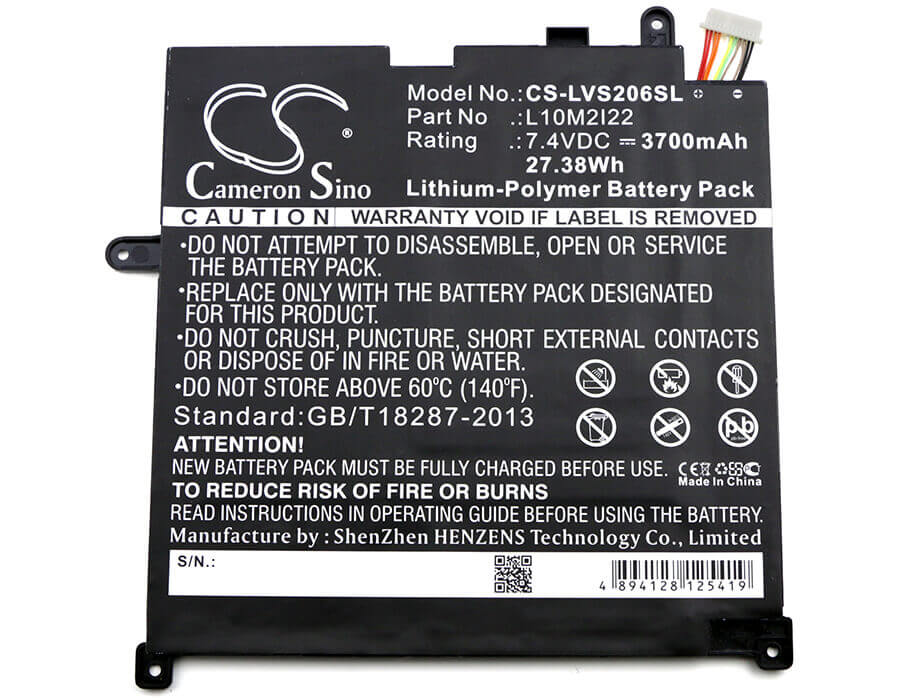 CS ®
Cameron Sino
Model No.:CS-LVS206SL + -
Part No :L10M2I22
Rating :7.4VDC ⎓ 3700mAh
27.38Wh
Lithium-Polymer Battery Pack
CAUTION WARRANTY VOID IF LABEL IS REMOVED
•DO NOT ATTEMPT TO DISASSEMBLE, OPEN OR SERVICE
THE BATTERY PACK.
•REPLACE ONLY WITH THE BATTERY PACK DESIGNATED
FOR THIS PRODUCT.
•DO NOT CRUSH, PUNCTURE, SHORT EXTERNAL CONTACTS
OR DISPOSE OF IN FIRE OR WATER.
•DO NOT STORE ABOVE 60°C (140°F).
Standard:GB/T18287-2013
Pb
ATTENTION!
NEW BATTERY PACK MUST BE FULLY CHARGED BEFORE USE.
CE
Made In China
TO REDUCE RISK OF FIRE OR BURNS
READ INSTRUCTIONS IN OPERATING GUIDE BEFORE USING THE BATTERY PACK
Manufacture by : ShenZhen HENZENS Technology Co., Limited
S/N.:
4 894128 125419